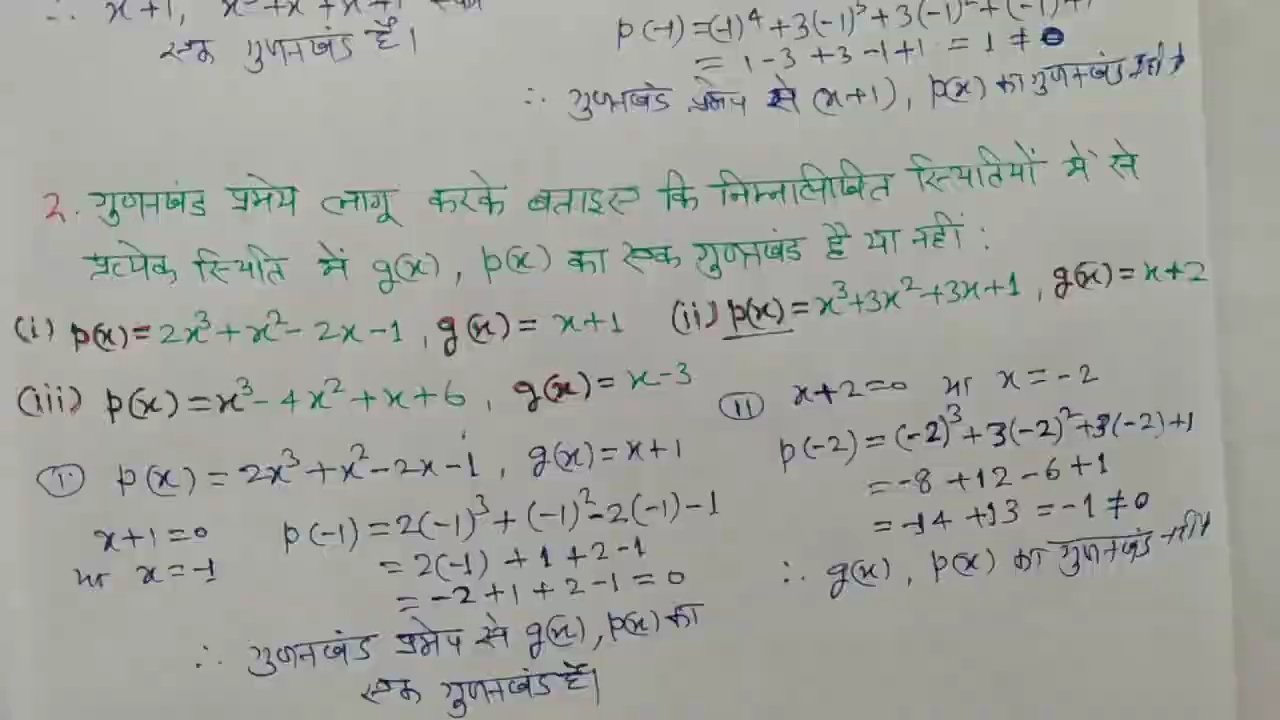 ∴ x+1,
एक गुणनखंड है।
p(-1)=(-1)⁴+3(-1)³+3(-1)²+(-1)+1
= 1-3+3-1+1 = 1 ≠ 0
∴ गुणनखंड प्रमेय से (x+1), p(x) का गुणनखंड नहीं है
2. गुणनखंड प्रमेय लागू करके बताइए कि निम्नलिखित स्थितियों में से
प्रत्येक स्थिति में g(x), p(x) का एक गुणनखंड है या नहीं :
(i) p(x)=2x³+x²-2x-1, g(x)= x+1 (ii) p(x)=x³+3x²+3x+1, g(x)=x+2
(iii) p(x)=x³-4x²+x+6, g(x)=x-3
(I) p(x)=2x³+x²-2x-1, g(x)=x+1
x+1=0
या x=-1
p(-1)=2(-1)³+(-1)²-2(-1)-1
=2(-1)+1+2-1
=-2+1+2-1=0
∴ गुणनखंड प्रमेय से g(x), p(x) का
एक गुणनखंड है।
(II) x+2=0 या x=-2
p(-2)=(-2)³+3(-2)²+3(-2)+1
=-8+12-6+1
=-14+13=-1≠0
∴ g(x), p(x) का गुणनखंड नहीं